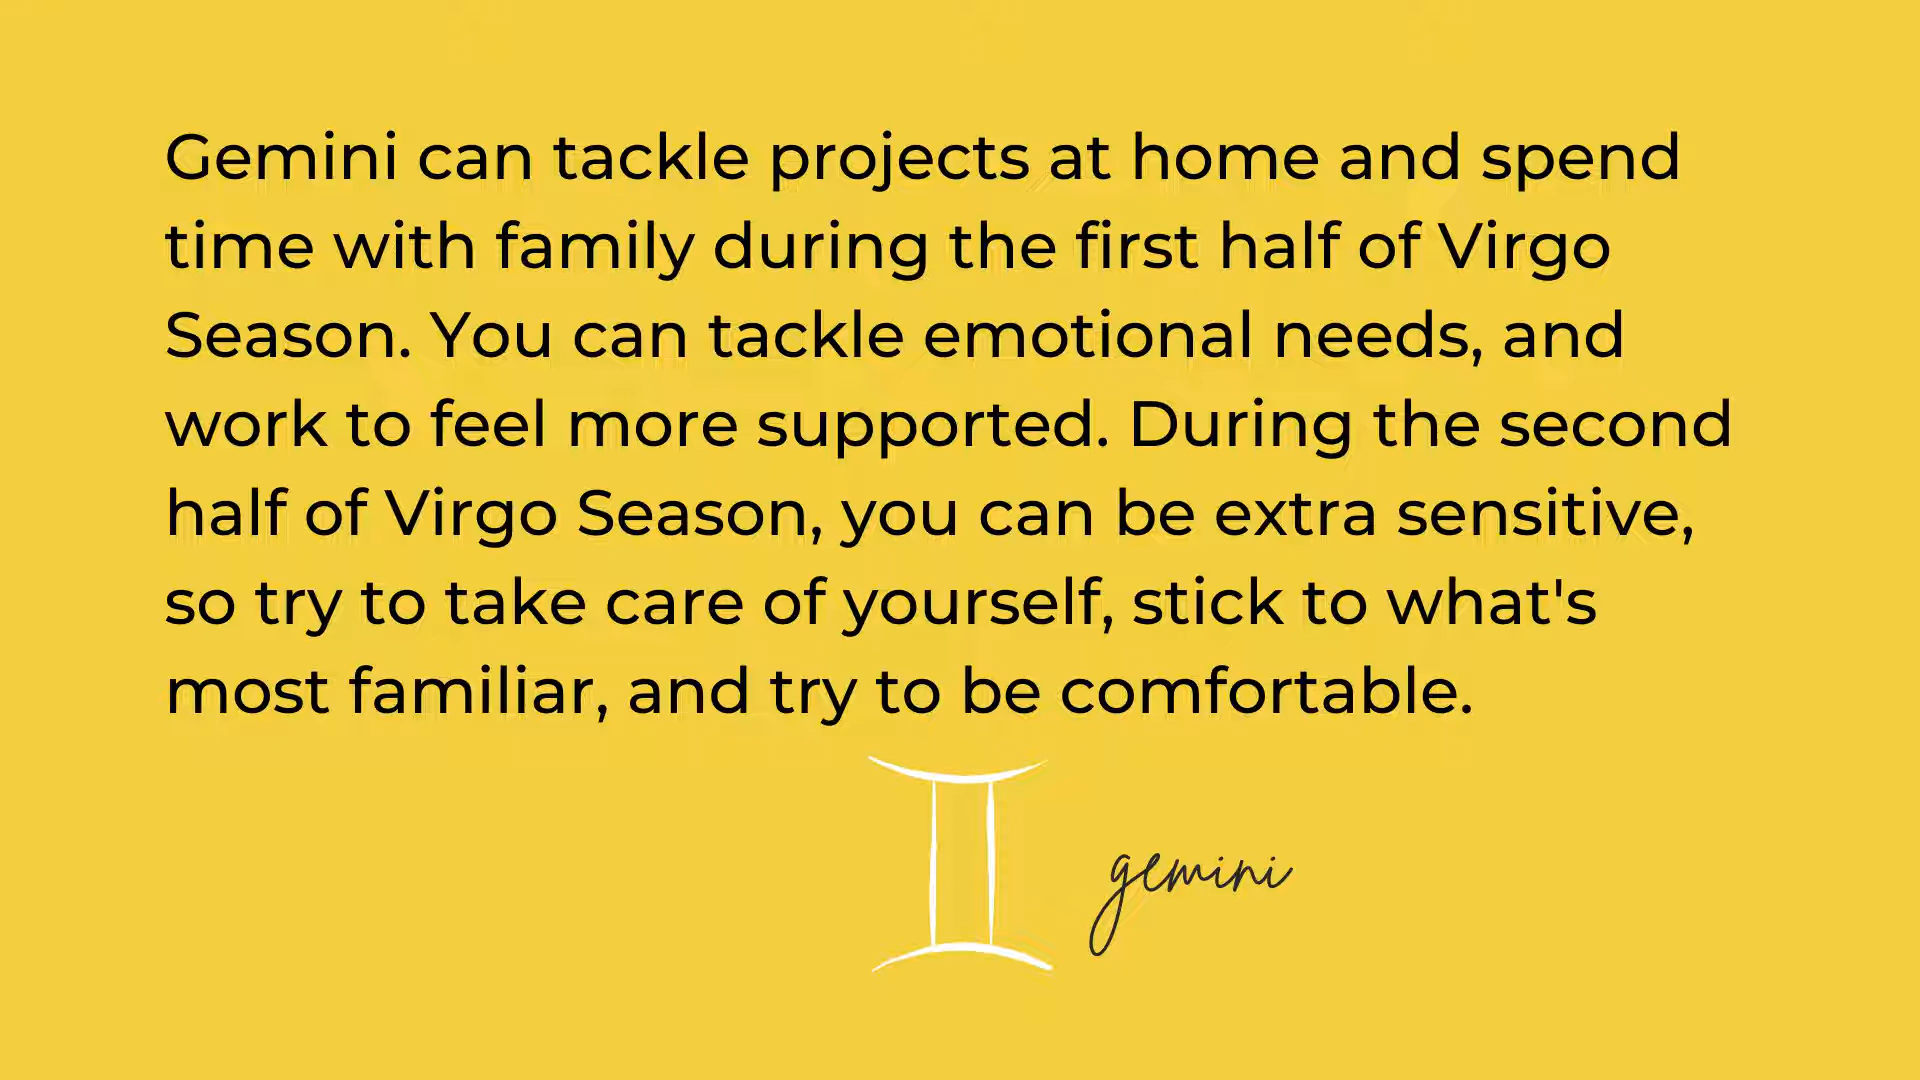 Gemini can tackle projects at home and spend
time with family during the first half of Virgo
Season. You can tackle emotional needs, and
work to feel more supported. During the second
half of Virgo Season, you can be extra sensitive,
so try to take care of yourself, stick to what's
most familiar, and try to be comfortable.
gemini